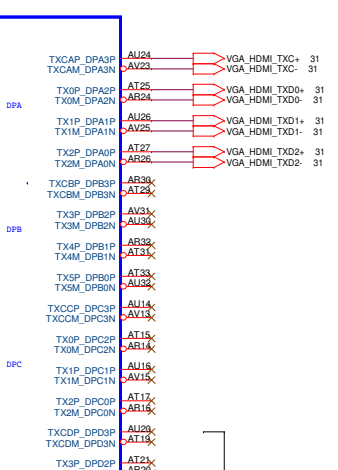 TXCAP_DPA3P AU24 VGA_HDMI_TXC+ 31
TXCAM_DPA3N AV23 VGA_HDMI_TXC- 31
TX0P_DPA2P AT25 VGA_HDMI_TXD0+ 31
DPA TX0M_DPA2N AR24 VGA_HDMI_TXD0- 31
TX1P_DPA1P AU26 VGA_HDMI_TXD1+ 31
TX1M_DPA1N AV25 VGA_HDMI_TXD1- 31
TX2P_DPA0P AT27 VGA_HDMI_TXD2+ 31
TX2M_DPA0N AR26 VGA_HDMI_TXD2- 31
TXCBP_DPB3P AR30
TXCBM_DPB3N AT29
TX3P_DPB2P AV31
DPB TX3M_DPB2N AU30
TX4P_DPB1P AR32
TX4M_DPB1N AT31
TX5P_DPB0P AT33
TX5M_DPB0N AU32
TXCCP_DPC3P AU14
TXCCM_DPC3N AV13
TX0P_DPC2P AT15
TX0M_DPC2N AR14
DPC TX1P_DPC1P AU16
TX1M_DPC1N AV15
TX2P_DPC0P AT17
TX2M_DPC0N AR16
TXCDP_DPD3P AU20
TXCDM_DPD3N AT19
TX3P_DPD2P AT21
AR20